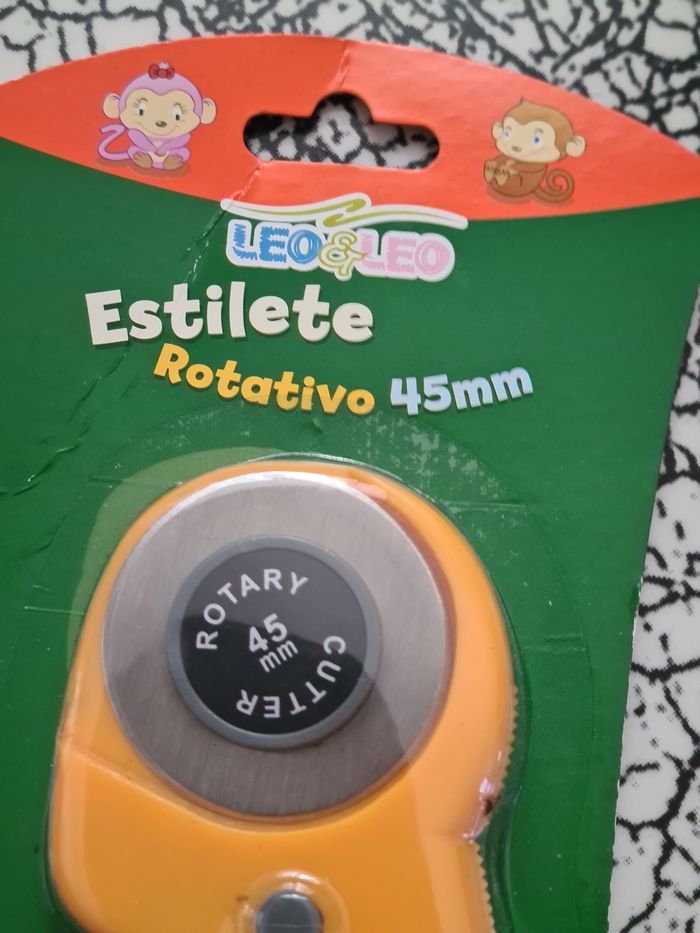 LEO&LEO
Estilete
Rotativo 45mm
ROTARY
45
mm
CUTTER